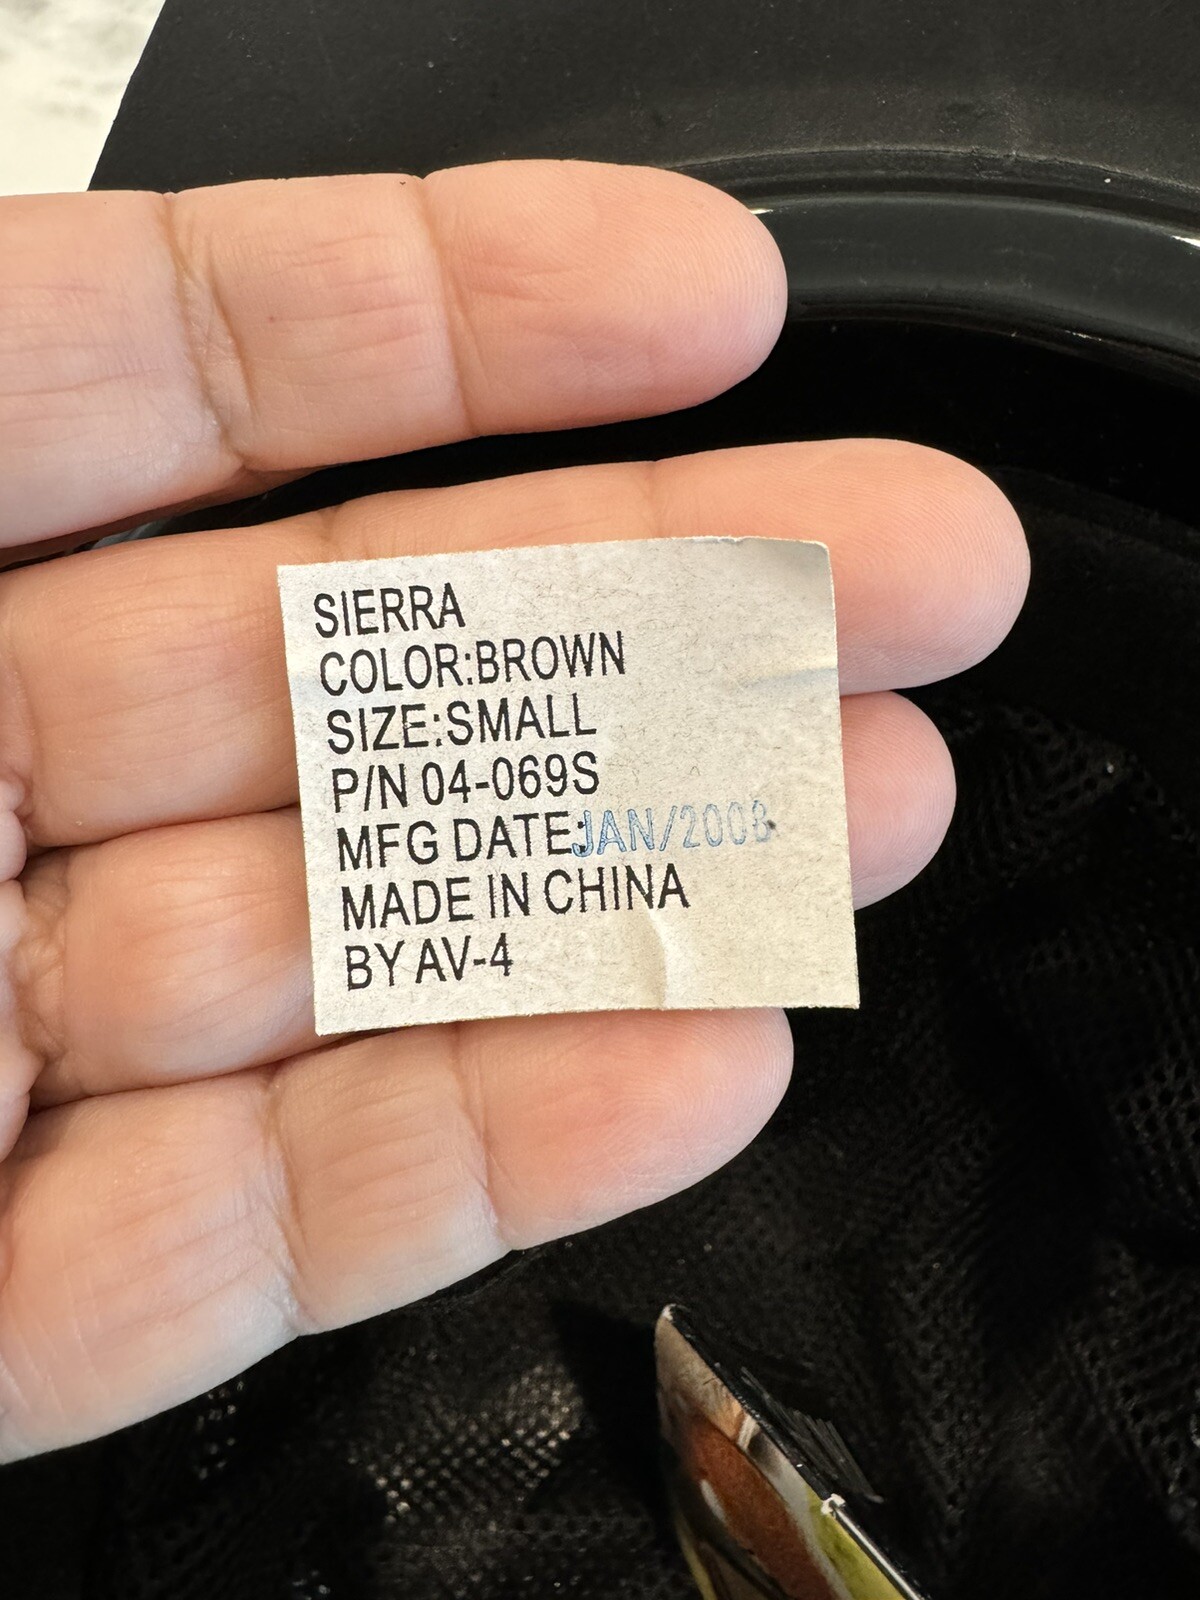 SIERRA
COLOR:BROWN
SIZE:SMALL
P/N 04-069S
MFG DATE:JAN/2008
MADE IN CHINA
BY AV-4